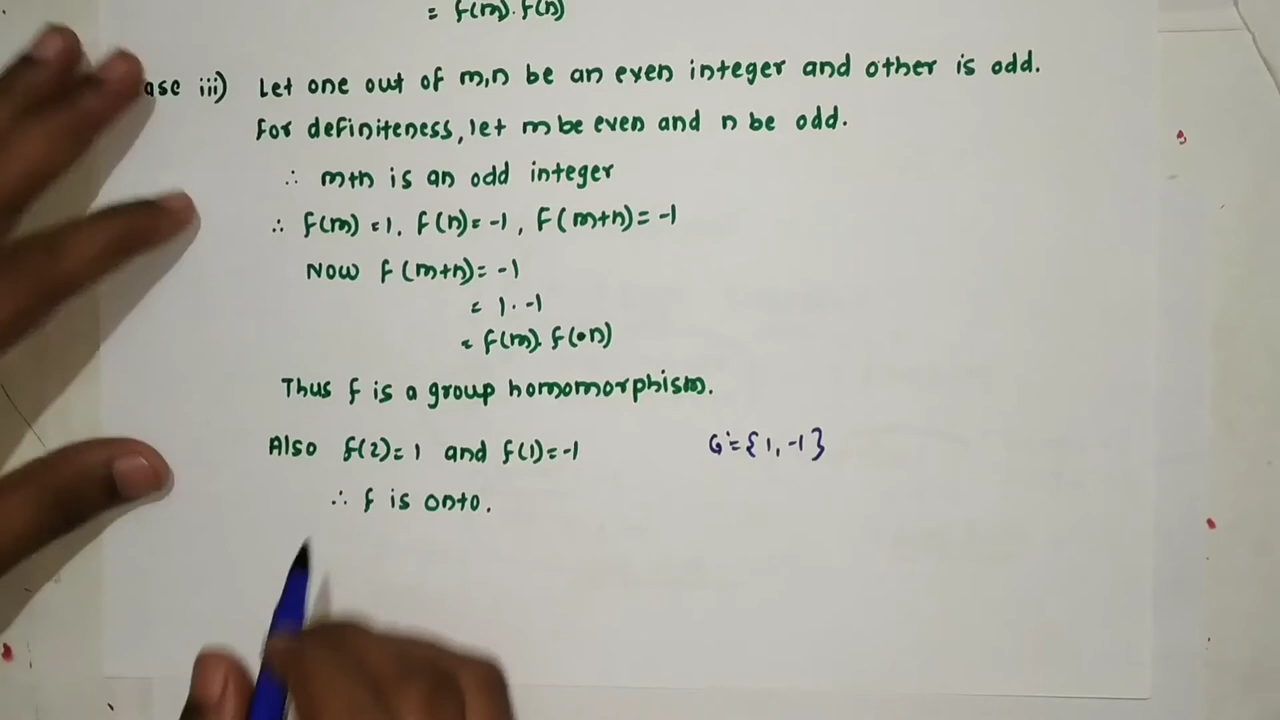 = f(m). f(n)
ase iii) Let one out of m,n be an even integer and other is odd.
For definiteness, let m be even and n be odd.
∴ m+n is an odd integer
∴ f(m) = 1, f(n) = -1, F(m+n) = -1
Now f(m+n) = -1
= 1 . -1
= f(m). f(n)
Thus f is a group homomorphism.
Also f(2) = 1 and f(1) = -1 G' = {1, -1}
∴ f is onto.